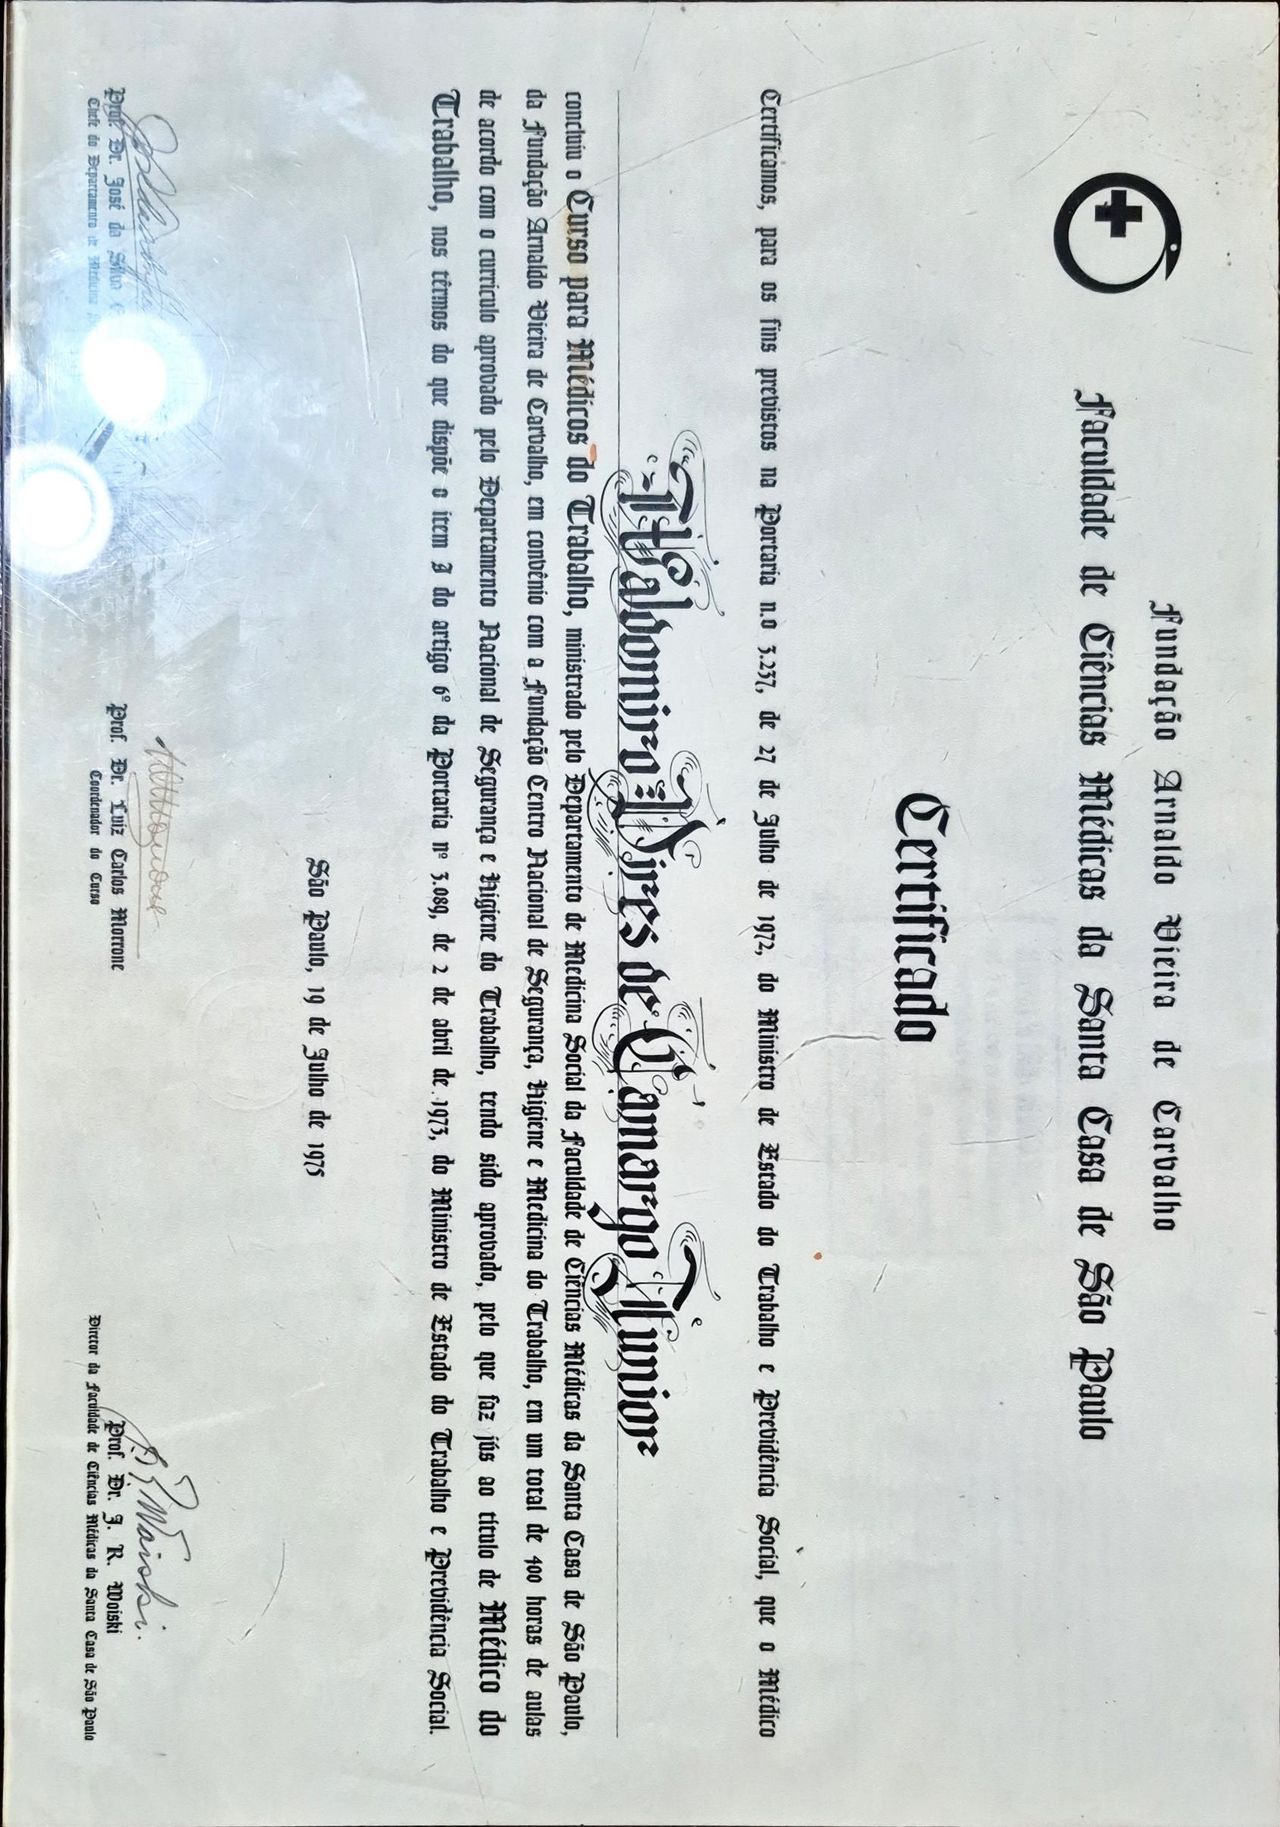 Fundação Arnaldo Vieira de Carvalho
Faculdade de Ciências Médicas da Santa Casa de São Paulo
Certificado
Certificamos, para os fins previstos na Portaria n.o 3.237, de 27 de Julho de 1972, do Ministro de Estado do Trabalho e Previdência Social, que o Médico
Waldomiro Pires de Camargo Junior
concluiu o Curso para Médicos do Trabalho, ministrado pelo Departamento de Medicina Social da Faculdade de Ciências Médicas da Santa Casa de São Paulo,
da Fundação Arnaldo Vieira de Carvalho, em convênio com a Fundação Centro Nacional de Segurança, Higiene e Medicina do Trabalho, em um total de 400 horas de aulas
de acordo com o currículo aprovado pelo Departamento Nacional de Segurança e Higiene do Trabalho, tendo sido aprovado, pelo que faz jús ao título de Médico do
Trabalho, nos têrmos do que dispõe o item 3 do artigo 6º da Portaria nº 3.089, de 2 de abril de 1973, do Ministro de Estado do Trabalho e Previdência Social.
São Paulo, 19 de Julho de 1975
Prof. Dr. José da Silva
Chefe do Departamento de Medicina
Prof. Dr. Luiz Carlos Morrone
Coordenador do Curso
Prof. Dr. J. R. Woiski
Diretor da Faculdade de Ciências Médicas da Santa Casa de São Paulo